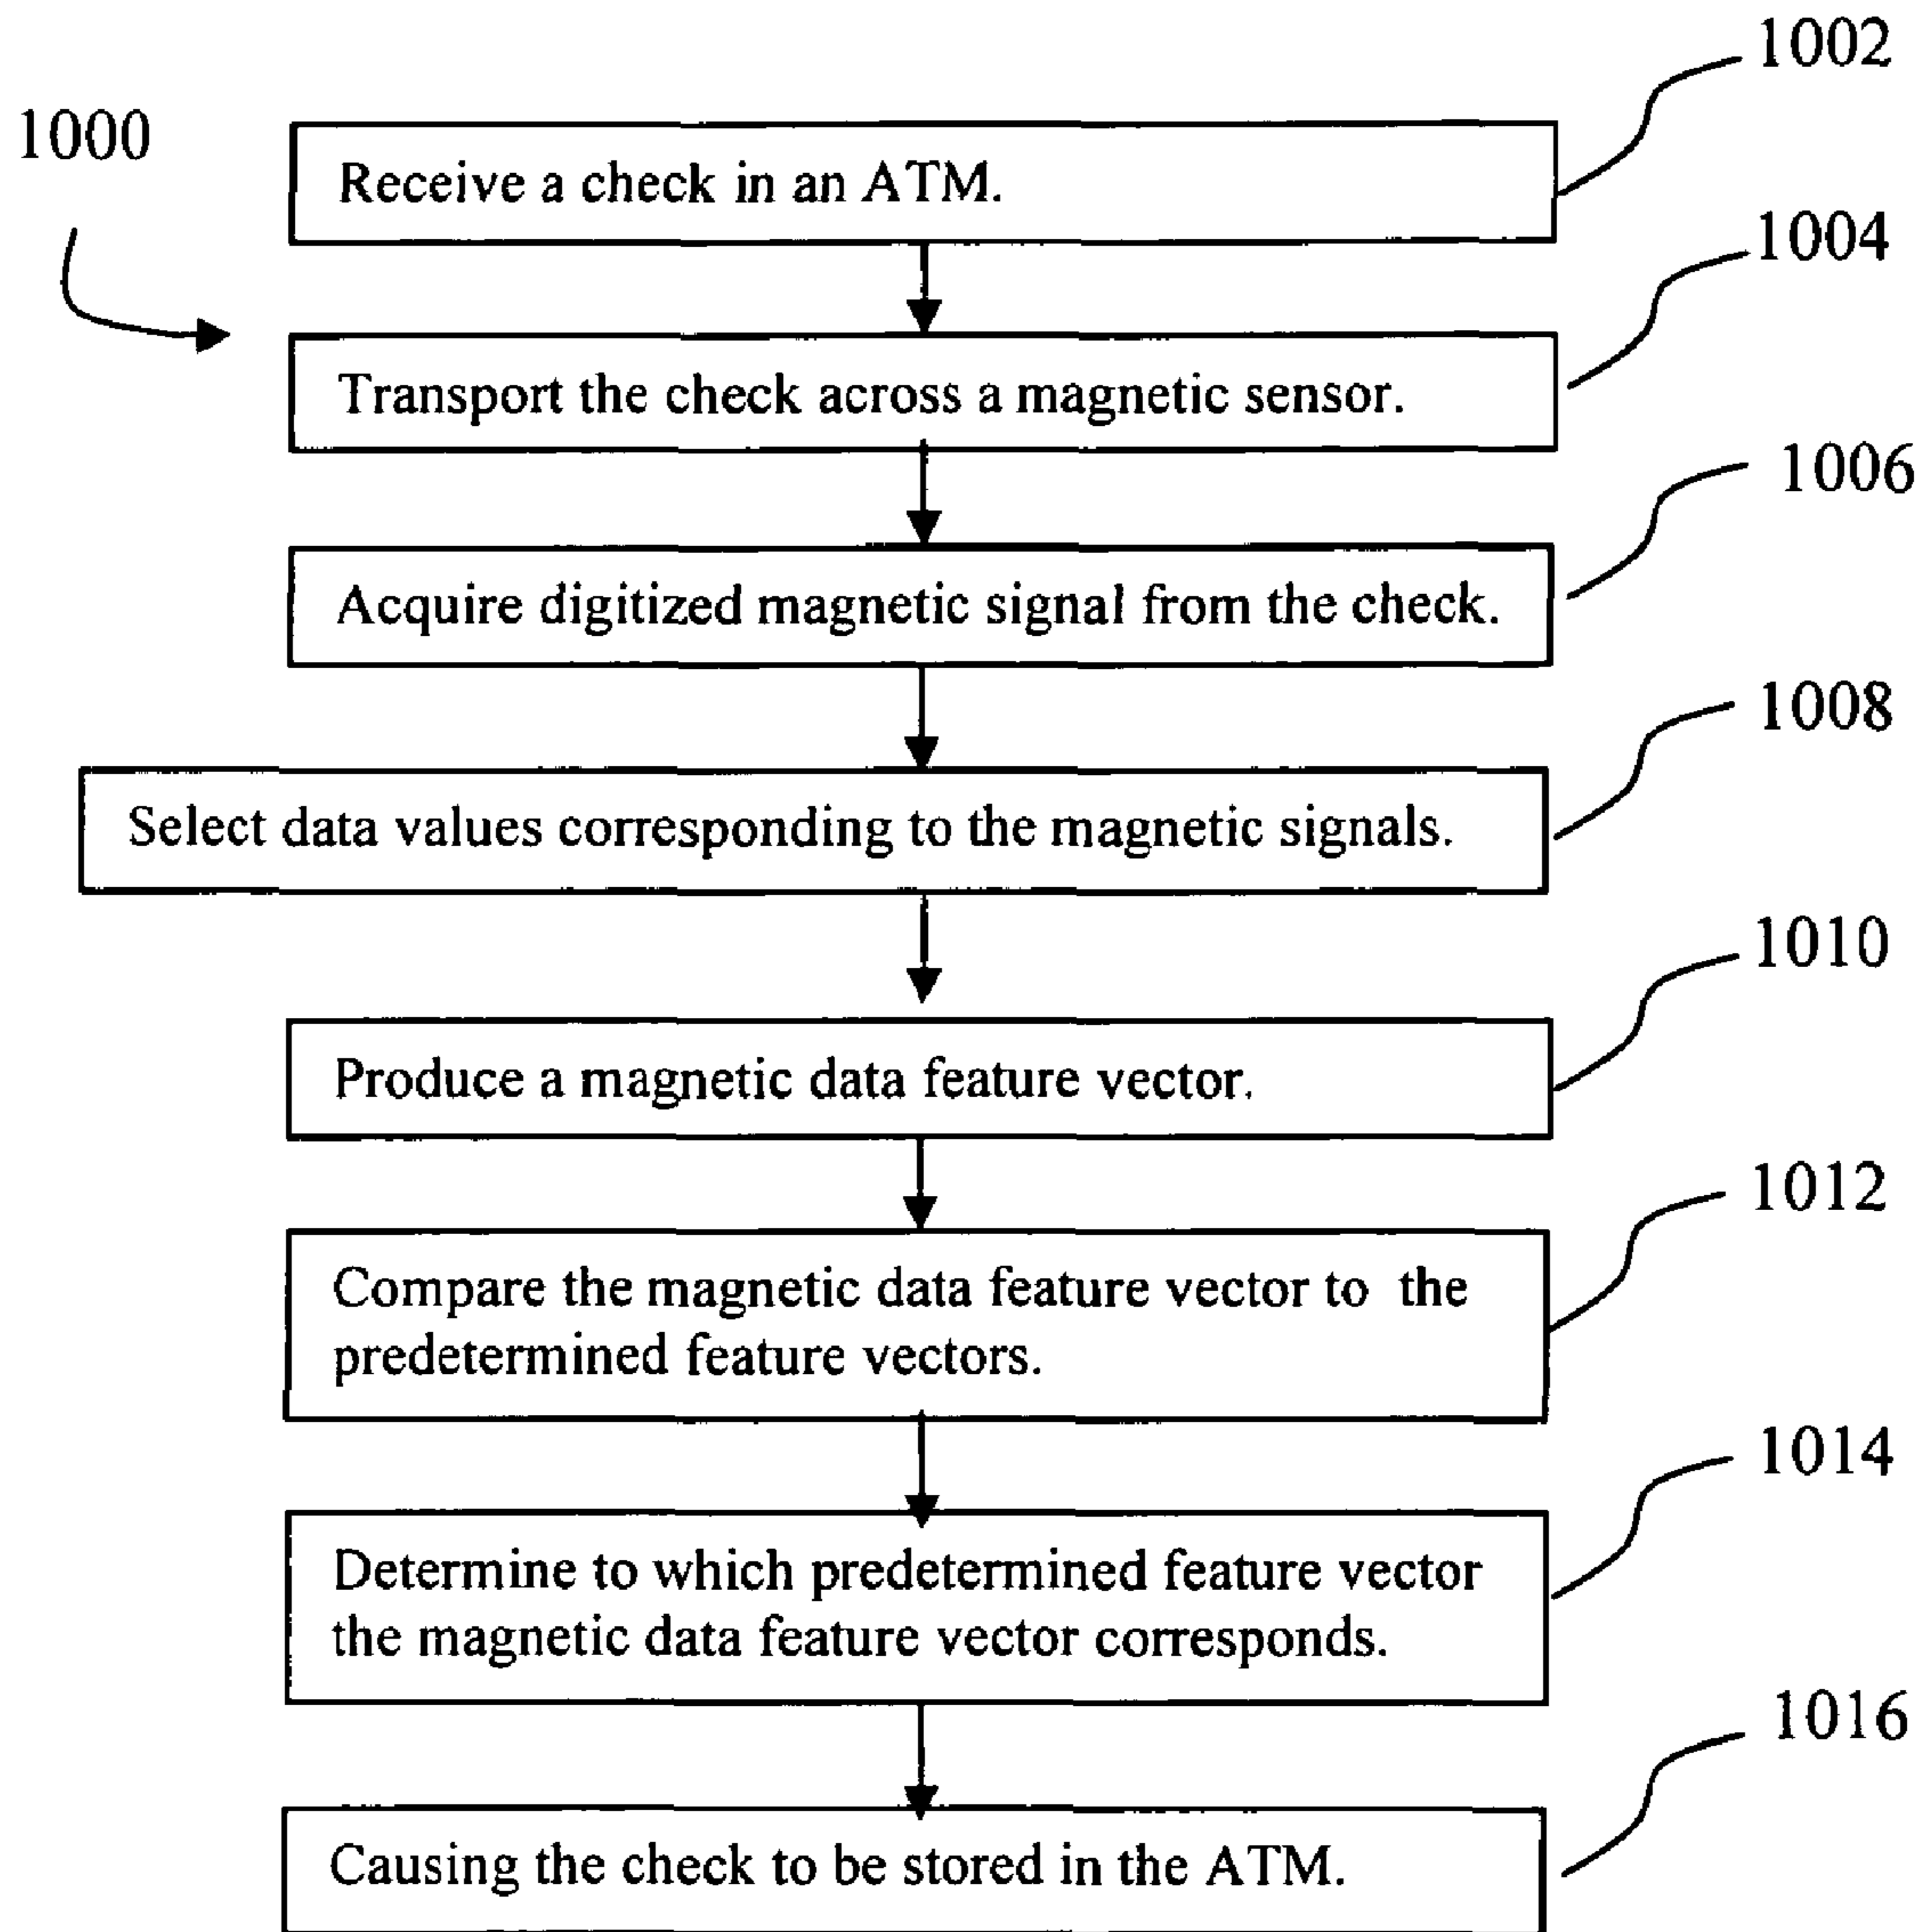 1002
1000
Receive a check in an ATM.
1004
Transport the check across a magnetic sensor.
1006
Acquire digitized magnetic signal from the check.
1008
Select data values corresponding to the magnetic signals.
1010
Produce a magnetic data feature vector.
1012
Compare the magnetic data feature vector to the
predetermined feature vectors.
1014
Determine to which predetermined feature vector
the magnetic data feature vector corresponds.
1016
Causing the check to be stored in the ATM.